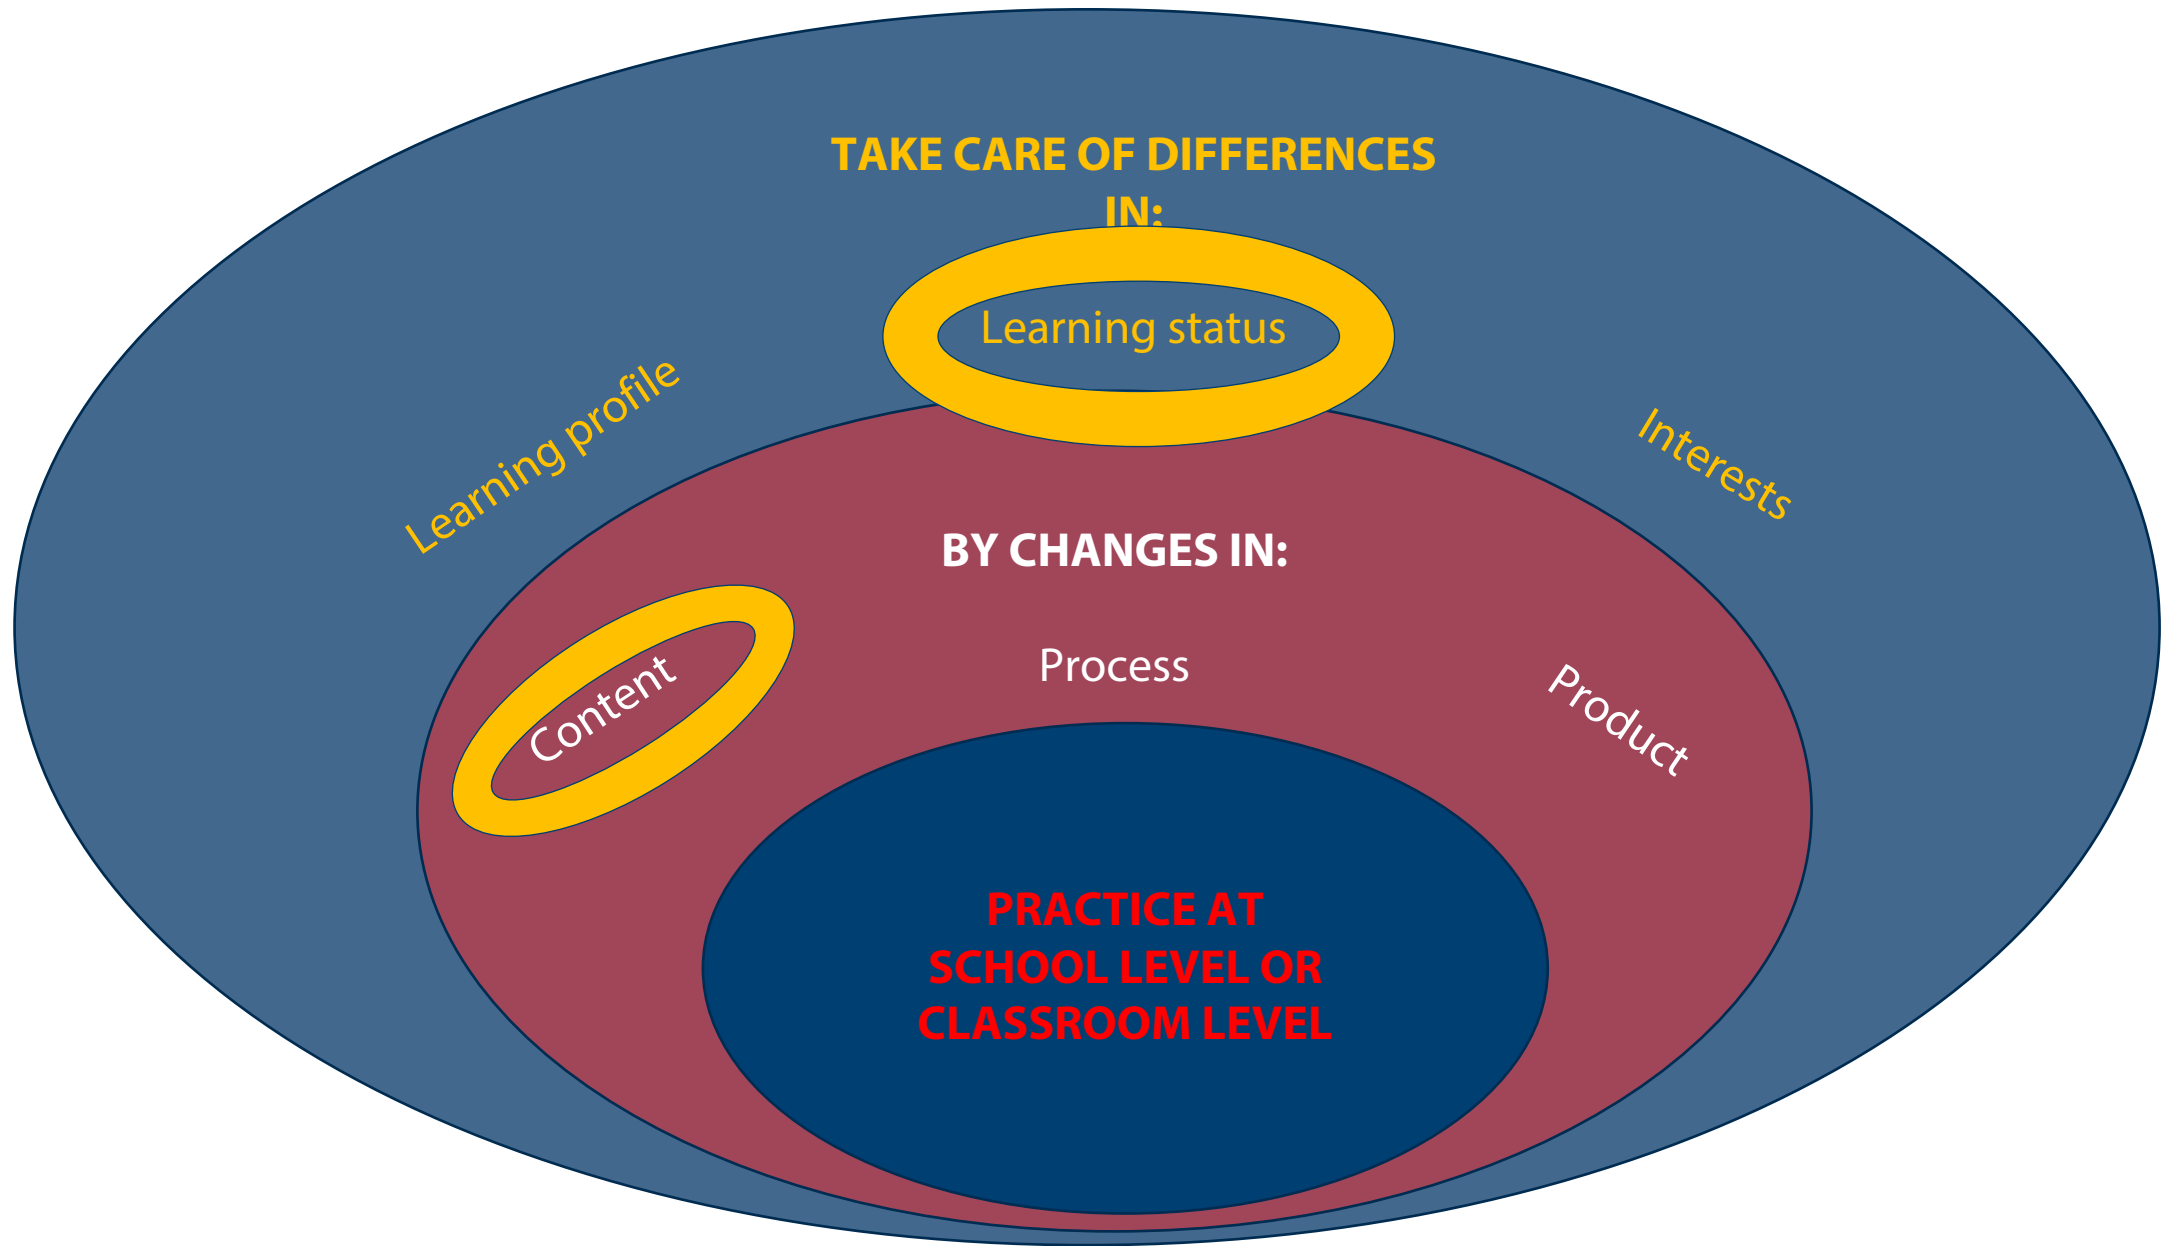 TAKE CARE OF DIFFERENCES
IN:
Learning status
Learning profile
Interests
BY CHANGES IN:
Content
Process
Product
PRACTICE AT
SCHOOL LEVEL OR
CLASSROOM LEVEL